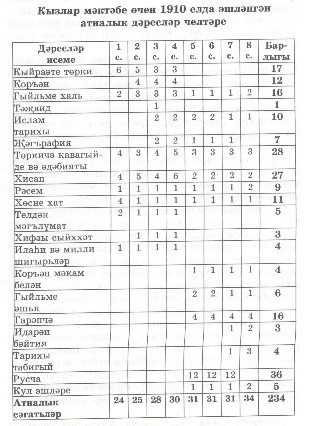 Кызлар мәктәбе өчен 1910 елда эшләнгән
атналык дәресләр челтәре
Дәресләр исеме 1 с. 2 с. 3 с. 4 с. 5 с. 6 с. 7 с. 8 с. Бар-лыгы
Кыйраәте төрки 6 5 3 3 17
Коръән 4 4 4 12
Гыйльме халь 2 3 3 3 1 1 1 2 16
Тәҗвид 1 1
Ислам
тарихы 2 2 2 2 1 1 10
Җәгърафия 2 2 1 1 1 7
Төркичә кавагыйй-
де вә әдәбияты 4 3 4 5 3 3 3 3 28
Хисап 4 5 4 6 2 2 2 2 27
Рәсем 1 1 1 1 1 1 1 2 9
Хөсне хат 4 1 1 1 1 1 1 1 11
Телдән
мәгълүмат 2 1 1 1 5
Хифзы сыйххәт 1 1 1 3
Илаһи вә милли
шигырьләр 1 1 1 1 4
Коръән мәкам
белән 1 1 1 1 4
Гыйльме
әшья 2 2 1 1 6
Гарәпчә 4 4 4 4 16
Идарәи
бәйтия 1 2 3
Тарихы
табигый 1 3 4
Русча 12 12 12 36
Кул эшләре 1 1 1 2 5
Атналык
сәгатьләр 24 25 28 30 31 31 31 34 234